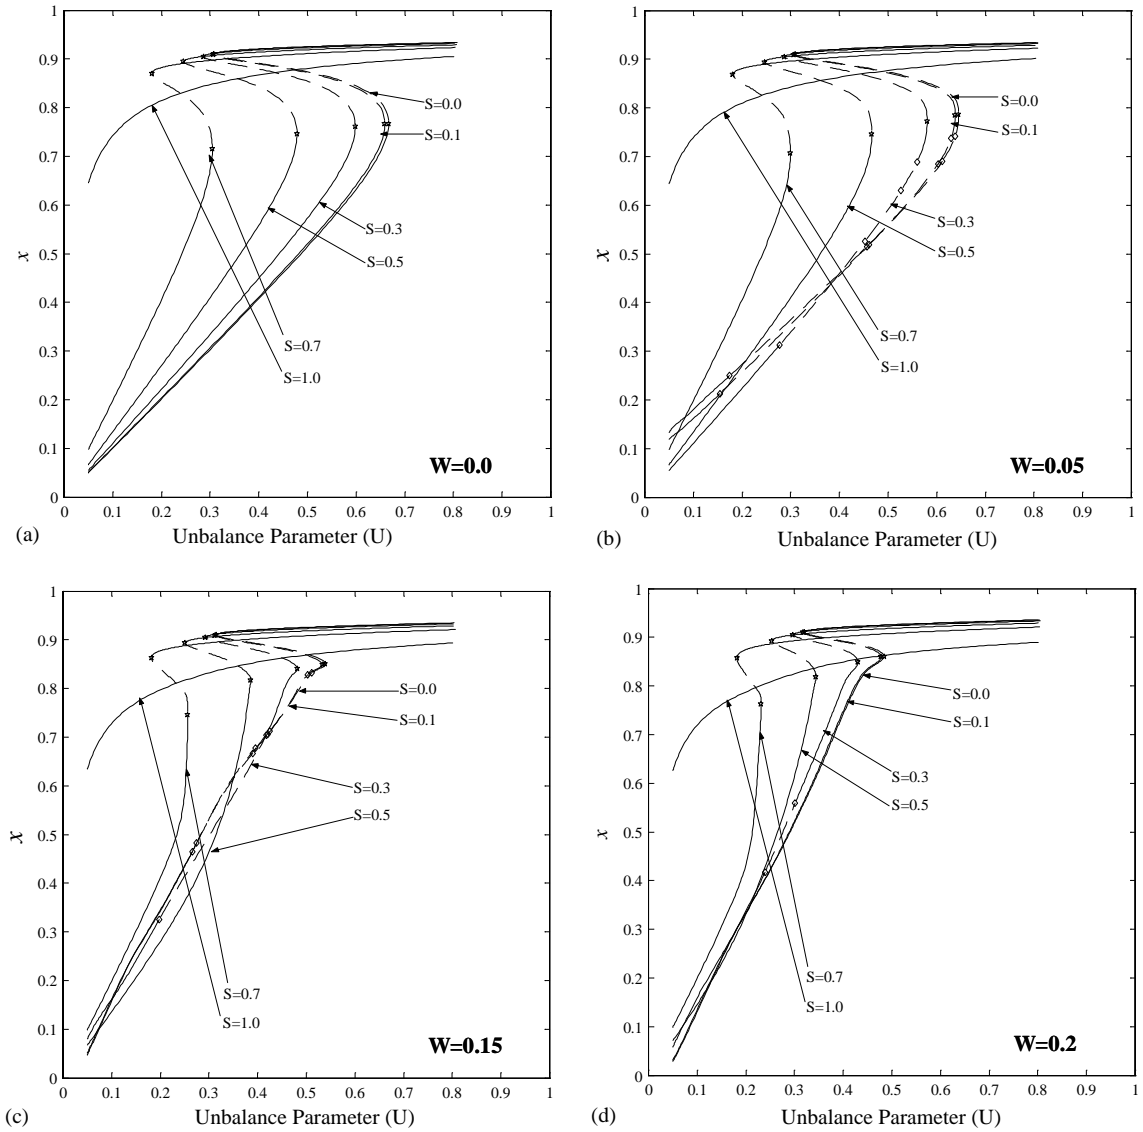 1
1
0.9
0.9
0.8
S=0.0
0.8
S=0.0
S=0.1
S=0.1
0.7
0.7
0.6
0.6
S=0.3
S=0.3
x
0.5
S=0.5
x
0.5
S=0.5
0.4
0.4
S=0.7
S=0.7
0.3
S=1.0
0.3
S=1.0
0.2
0.2
0.1
W=0.0
0.1
W=0.05
0
0
0 0.1 0.2 0.3 0.4 0.5 0.6 0.7 0.8 0.9 1
0 0.1 0.2 0.3 0.4 0.5 0.6 0.7 0.8 0.9 1
(a) Unbalance Parameter (U)
(b) Unbalance Parameter (U)
1
1
0.9
0.9
0.8
S=0.0
0.8
S=0.0
0.7
S=0.1
0.7
S=0.1
0.6
S=0.3
0.6
S=0.3
S=0.5
S=0.5
x
0.5
x
0.5
0.4
0.4
0.3
0.3
0.2
S=0.7
0.2
S=0.7
S=1.0
S=1.0
0.1
W=0.15
0.1
W=0.2
0
0
0 0.1 0.2 0.3 0.4 0.5 0.6 0.7 0.8 0.9 1
0 0.1 0.2 0.3 0.4 0.5 0.6 0.7 0.8 0.9 1
(c) Unbalance Parameter (U)
(d) Unbalance Parameter (U)